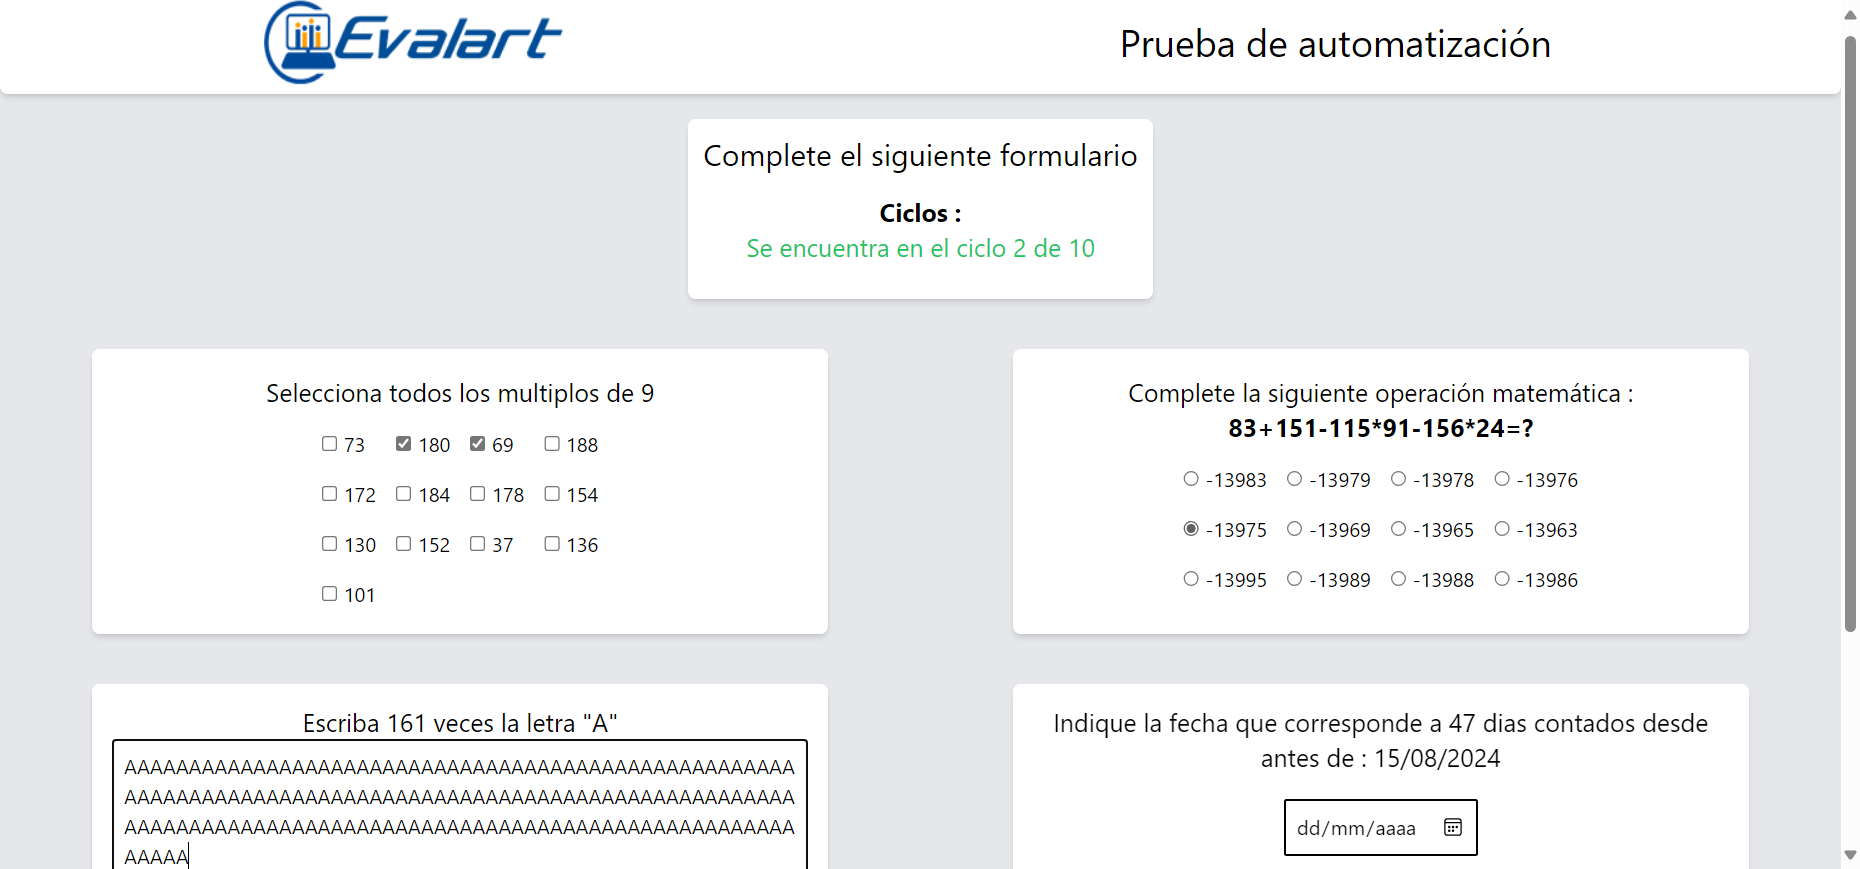 Evalart
Prueba de automatización
Complete el siguiente formulario
Ciclos :
Se encuentra en el ciclo 2 de 10
Selecciona todos los multiplos de 9
73 180 69 188
172 184 178 154
130 152 37 136
101
Complete la siguiente operación matemática :
83+151-115*91-156*24=?
-13983 -13979 -13978 -13976
-13975 -13969 -13965 -13963
-13995 -13989 -13988 -13986
Escriba 161 veces la letra "A"
AAAAAAAAAAAAAAAAAAAAAAAAAAAAAAAAAAAAAAAAAAAAAAAAAAAA
AAAAAAAAAAAAAAAAAAAAAAAAAAAAAAAAAAAAAAAAAAAAAAAAAAAA
AAAAAAAAAAAAAAAAAAAAAAAAAAAAAAAAAAAAAAAAAAAAAAAAAAAA
AAAAA
Indique la fecha que corresponde a 47 dias contados desde
antes de : 15/08/2024
dd/mm/aaaa